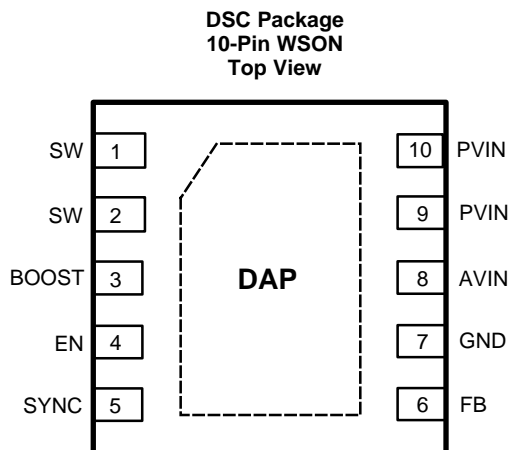 DSC Package
10-Pin WSON
Top View
SW 1 10 PVIN
SW 2 9 PVIN
BOOST 3 DAP 8 AVIN
EN 4 7 GND
SYNC 5 6 FB